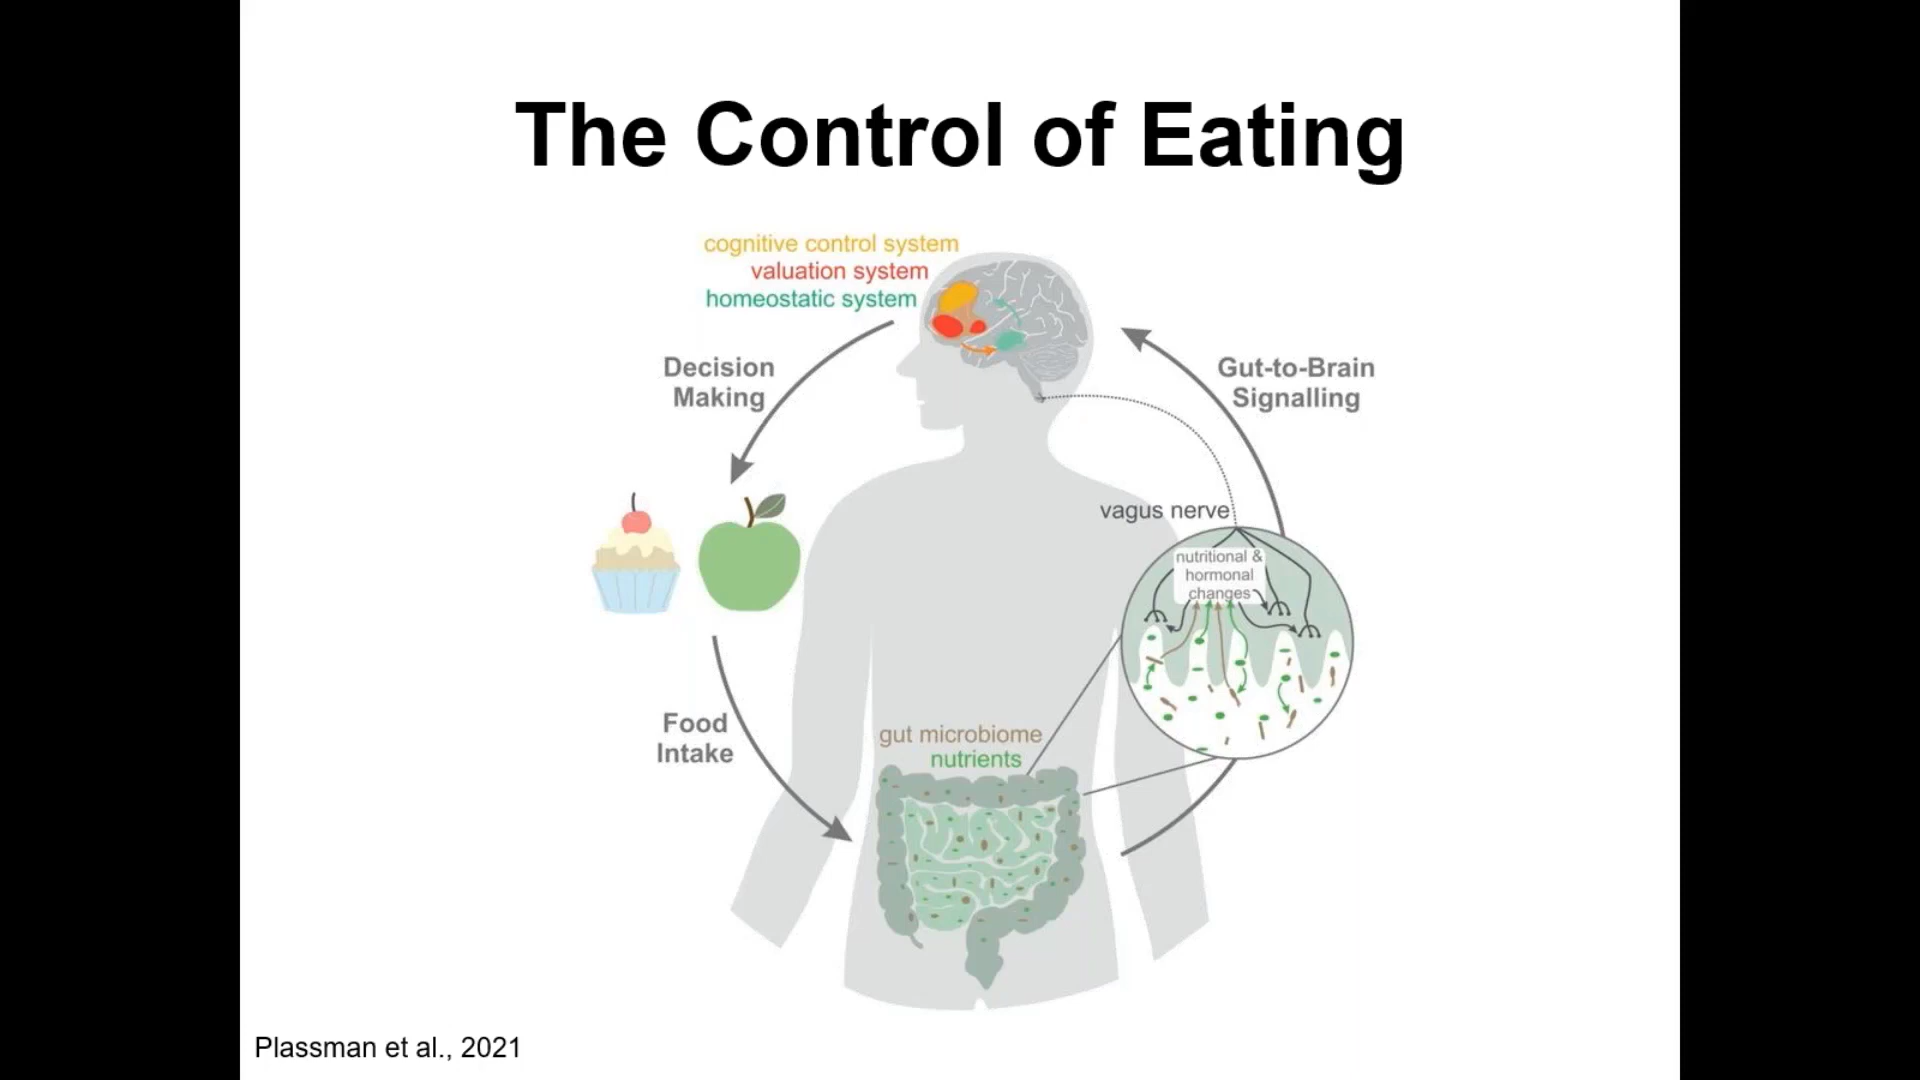 The Control of Eating
cognitive control system
valuation system
homeostatic system
Decision
Making
Gut-to-Brain
Signalling
vagus nerve
nutritional &
hormonal
changes
Food
Intake
gut microbiome
nutrients
Plassman et al., 2021